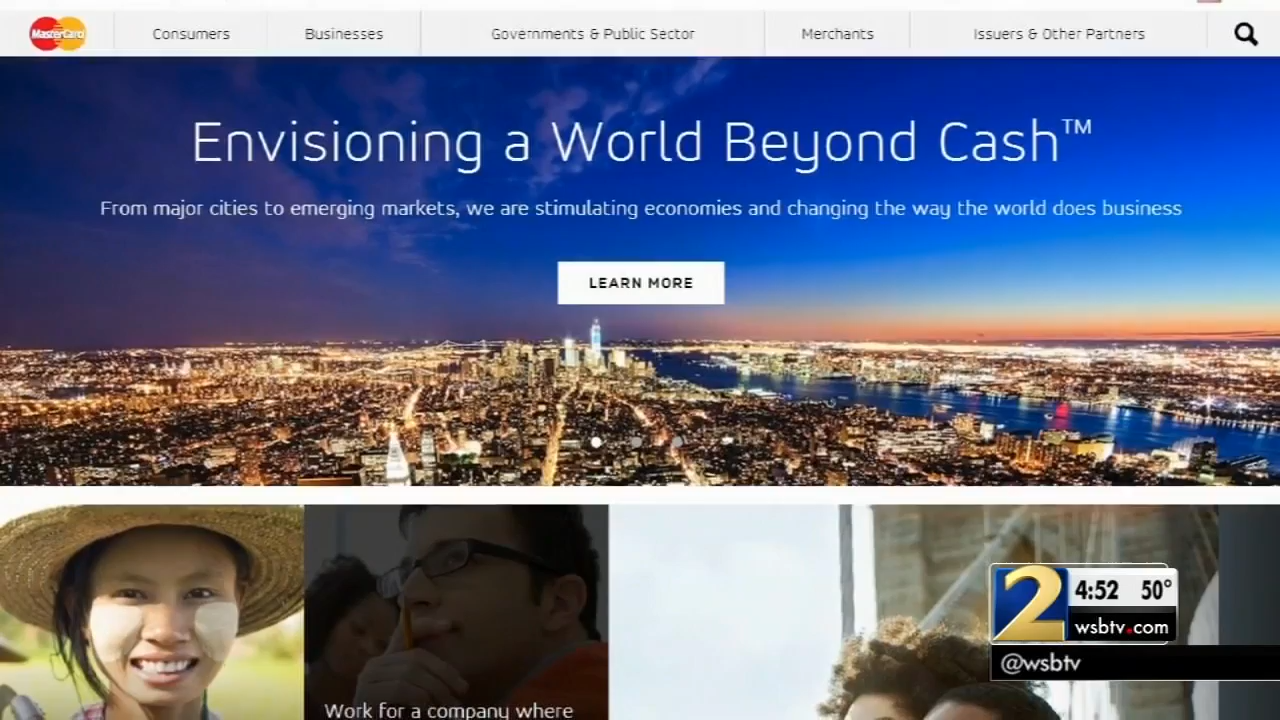 MasterCard
Consumers
Businesses
Governments & Public Sector
Merchants
Issuers & Other Partners
Envisioning a World Beyond Cash™
From major cities to emerging markets, we are stimulating economies and changing the way the world does business
LEARN MORE
2
4:52 50°
wsbtv.com
@wsbtv
Work for a company where